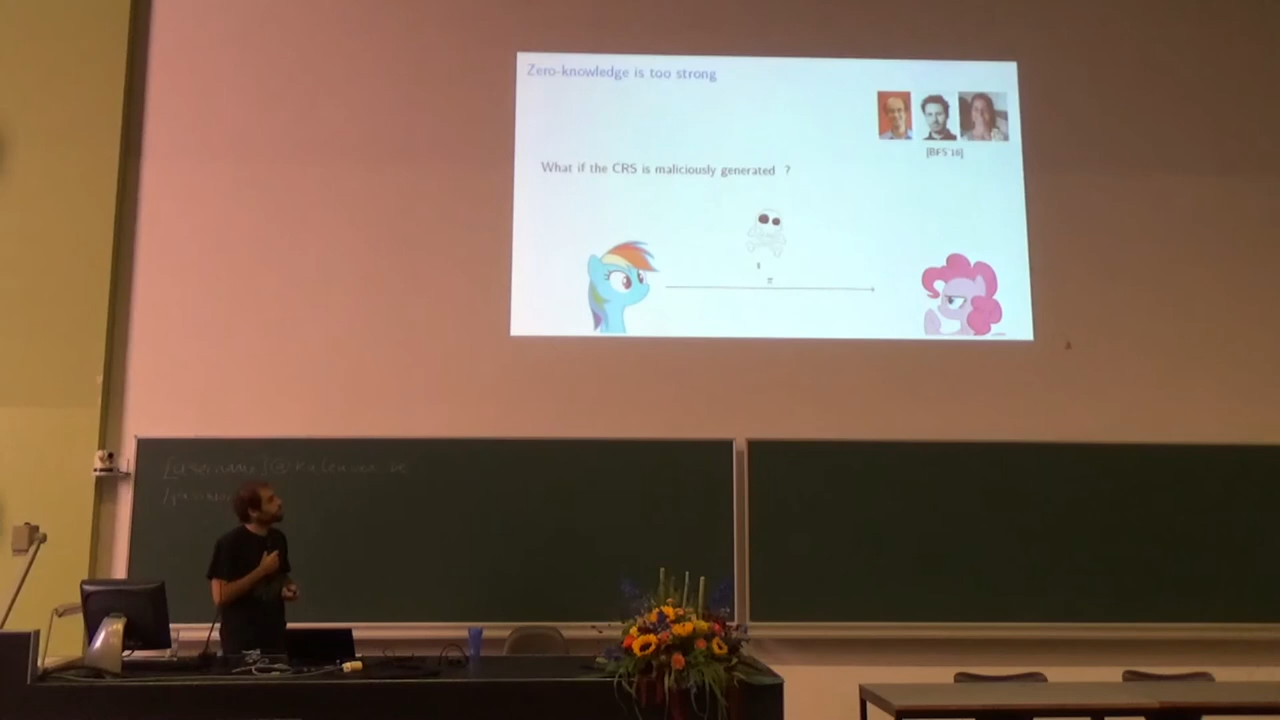 Zero-knowledge is too strong
[BFS'16]
What if the CRS is maliciously generated ?
π